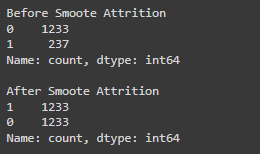 Before Smoote Attrition
0    1233
1     237
Name: count, dtype: int64

After Smoote Attrition
1    1233
0    1233
Name: count, dtype: int64